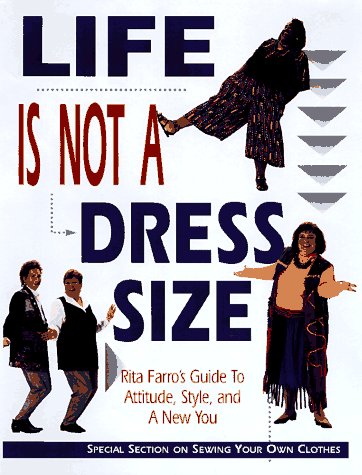 LIFE
IS NOT A
DRESS
SIZE
Rita Farro's Guide To
Attitude, Style, and
A New You
SPECIAL SECTION ON SEWING YOUR OWN CLOTHES